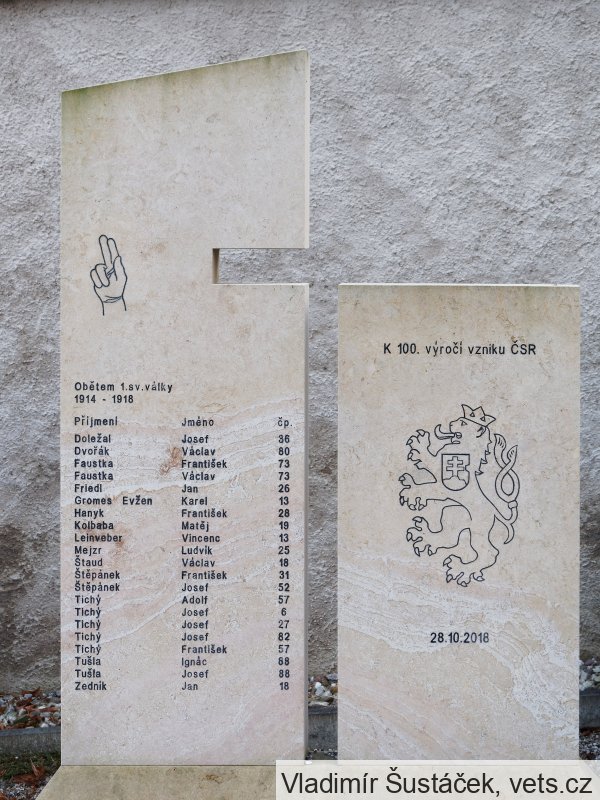 Obětem 1.sv.války
1914 - 1918
Příjmení Jméno čp.
Doležal Josef 36
Dvořák Václav 80
Faustka František 73
Faustka Václav 73
Friedl Jan 26
Gromes Evžen Karel 13
Hanyk František 28
Kolbaba Matěj 19
Leinveber Vincenc 13
Mejzr Ludvík 25
Štaud Václav 18
Štěpánek František 31
Štěpánek Josef 52
Tichý Adolf 57
Tichý Josef 6
Tichý Josef 27
Tichý Josef 82
Tichý František 57
Tušla Ignác 88
Tušla Josef 88
Zedník Jan 18
K 100. výročí vzniku ČSR
28.10.2018
Vladimír Šustáček, vets.cz